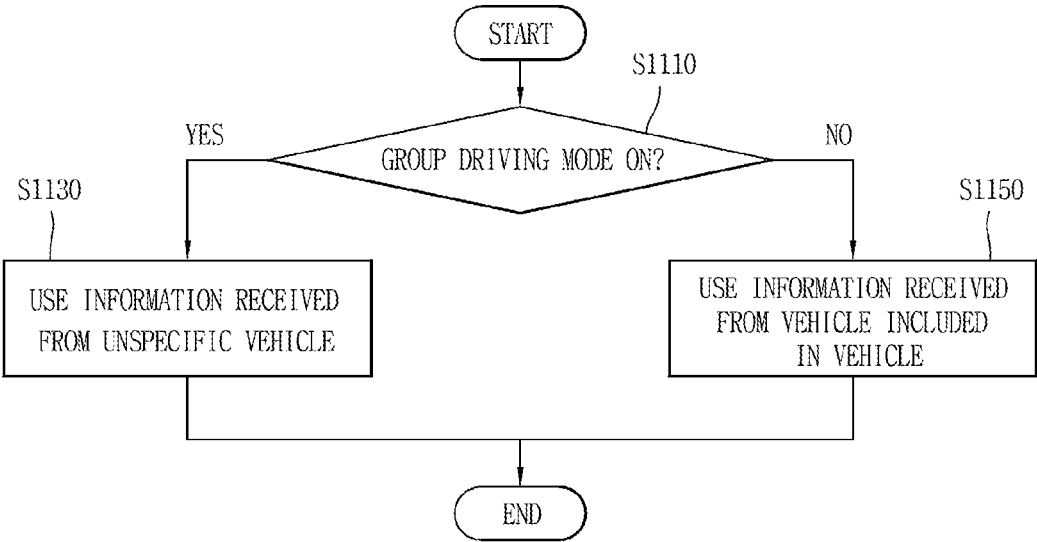 START
S1110
YES
GROUP DRIVING MODE ON?
NO
S1130
S1150
USE INFORMATION RECEIVED
FROM UNSPECIFIC VEHICLE
USE INFORMATION RECEIVED
FROM VEHICLE INCLUDED
IN VEHICLE
END